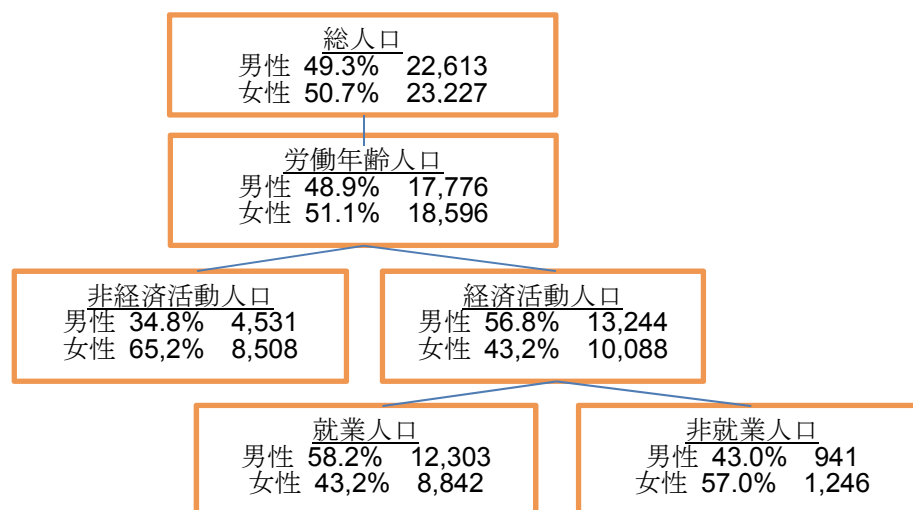 総人口
男性 49.3% 22,613
女性 50.7% 23,227
労働年齢人口
男性 48.9% 17,776
女性 51.1% 18,596
非経済活動人口
男性 34.8% 4,531
女性 65,2% 8,508
経済活動人口
男性 56.8% 13,244
女性 43,2% 10,088
就業人口
男性 58.2% 12,303
女性 43,2% 8,842
非就業人口
男性 43.0% 941
女性 57.0% 1,246